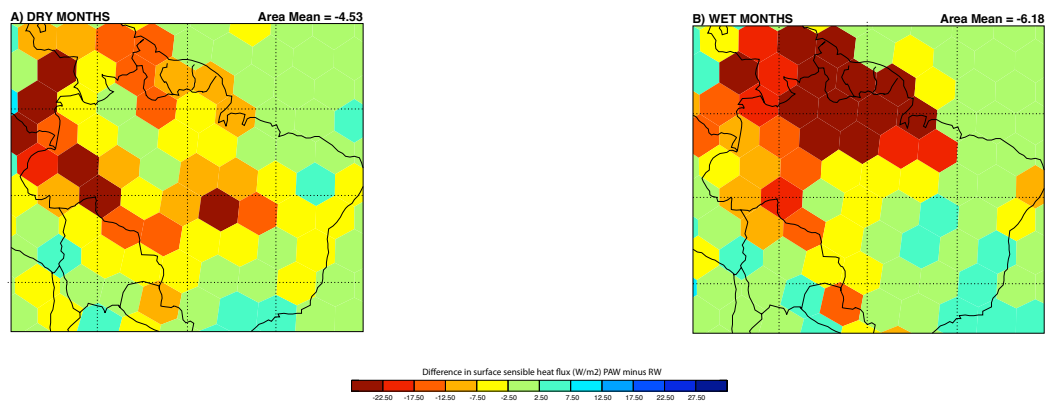 A) DRY MONTHS Area Mean = -4.53
B) WET MONTHS Area Mean = -6.18
Difference in surface sensible heat flux (W/m2) PAW minus RW
-22.50 -17.50 -12.50 -7.50 -2.50 2.50 7.50 12.50 17.50 22.50 27.50